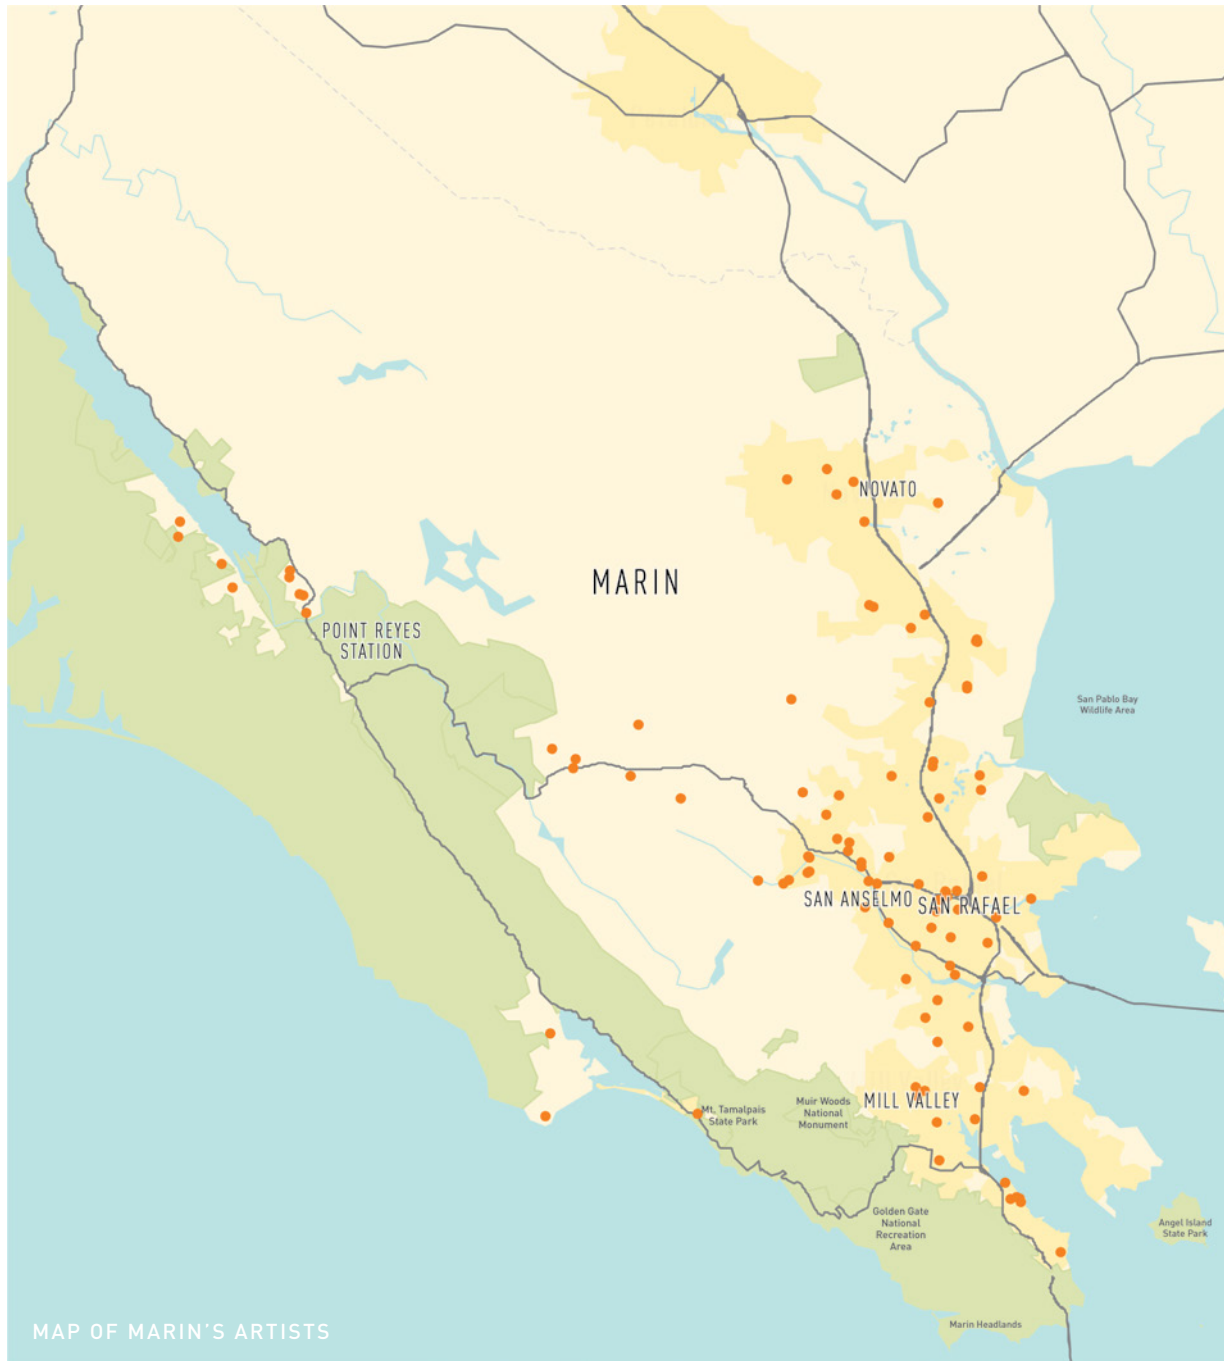 NOVATO
MARIN
POINT REYES
STATION
San Pablo Bay
Wildlife Area
SAN ANSELMO
SAN RAFAEL
MILL VALLEY
Mt. Tamalpais
State Park
Muir Woods
National
Monument
Golden Gate
National
Recreation
Area
Angel Island
State Park
Marin Headlands
MAP OF MARIN'S ARTISTS